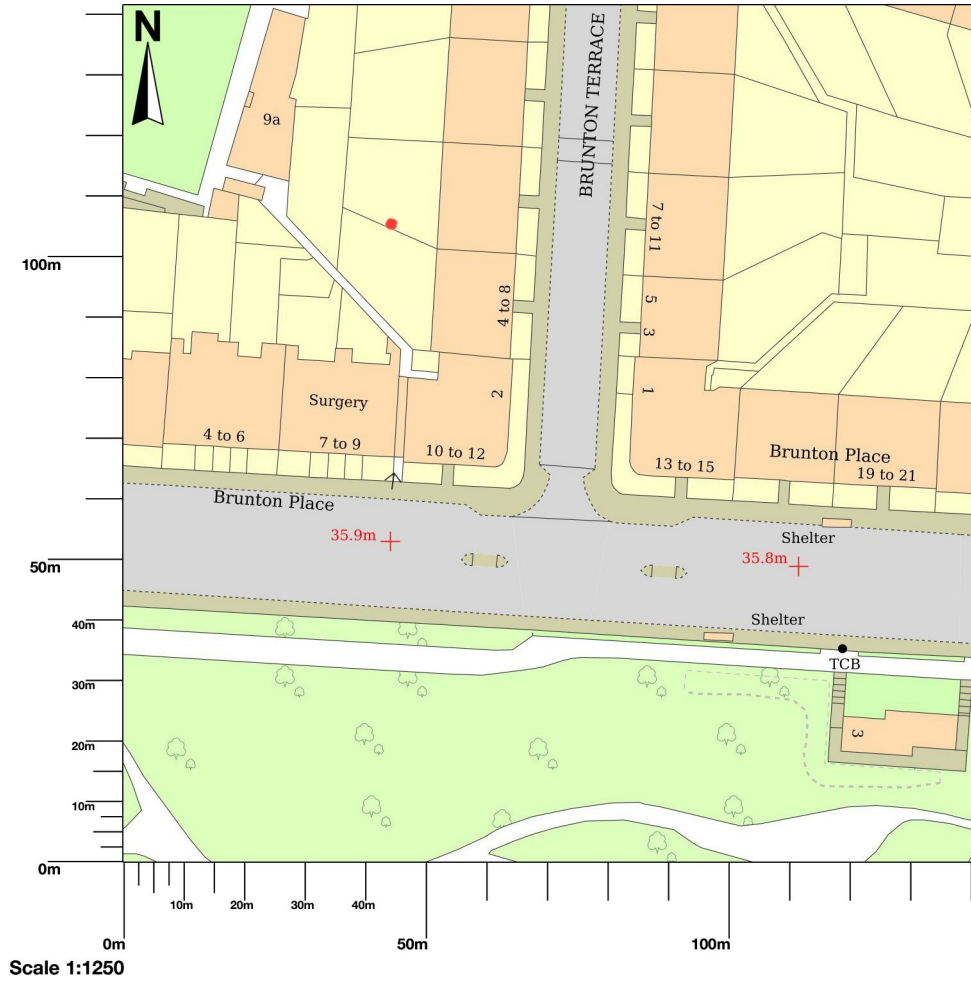 N
9a
BRUNTON TERRACE
7 to 11
100m
4 to 8
5
3
2
1
Surgery
4 to 6
7 to 9
10 to 12
13 to 15
Brunton Place
19 to 21
Brunton Place
35.9m
Shelter
35.8m
50m
40m
Shelter
TCB
30m
3
20m
10m
0m
10m
20m
30m
40m
0m
50m
100m
Scale 1:1250